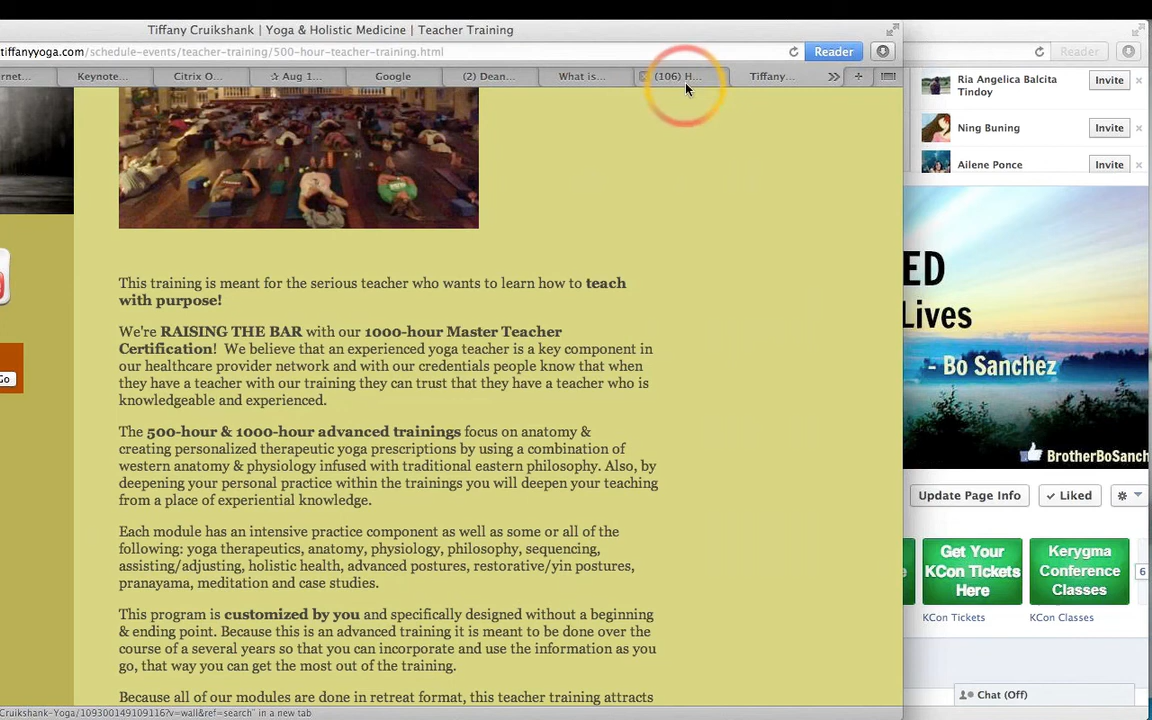 Tiffany Cruikshank | Yoga & Holistic Medicine | Teacher Training
tiffanyyoga.com/schedule-events/teacher-training/500-hour-teacher-training.html
Reader
Reader
rnet...
Keynote...
Citrix O...
☆ Aug 1...
Google
(2) Dean...
What is...
(106) H...
Tiffany...
This training is meant for the serious teacher who wants to learn how to teach
with purpose!
We're RAISING THE BAR with our 1000-hour Master Teacher
Certification!  We believe that an experienced yoga teacher is a key component in
our healthcare provider network and with our credentials people know that when
they have a teacher with our training they can trust that they have a teacher who is
knowledgeable and experienced.
The 500-hour & 1000-hour advanced trainings focus on anatomy &
creating personalized therapeutic yoga prescriptions by using a combination of
western anatomy & physiology infused with traditional eastern philosophy. Also, by
deepening your personal practice within the trainings you will deepen your teaching
from a place of experiential knowledge.
Each module has an intensive practice component as well as some or all of the
following: yoga therapeutics, anatomy, physiology, philosophy, sequencing,
assisting/adjusting, holistic health, advanced postures, restorative/yin postures,
pranayama, meditation and case studies.
This program is customized by you and specifically designed without a beginning
& ending point. Because this is an advanced training it is meant to be done over the
course of a several years so that you can incorporate and use the information as you
go, that way you can get the most out of the training.
Because all of our modules are done in retreat format, this teacher training attracts
Go
Cruikshank-Yoga/109300149109116?v=wall&ref=search" in a new tab
Ria Angelica Balcita
Tindoy
Invite
Ning Buning
Invite
Ailene Ponce
Invite
ED
Lives
- Bo Sanchez
BrotherBoSanch
Update Page Info
✓ Liked
e
Get Your
KCon Tickets
Here
Kerygma
Conference
Classes
6
KCon Tickets
KCon Classes
Chat (Off)